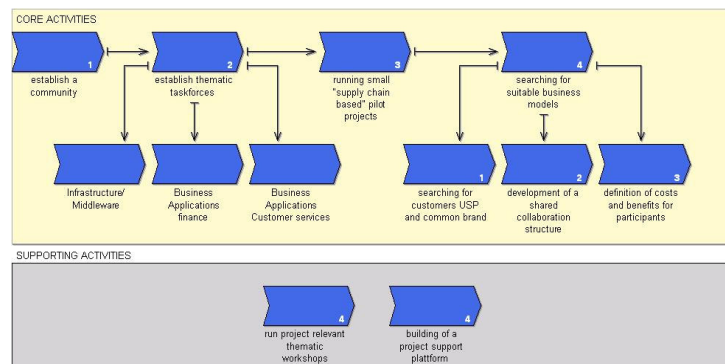 CORE ACTIVITIES
1
establish a
community
2
establish thematic
taskforces
3
running small
"supply chain
based" pilot
projects
4
searching for
suitable business
models
Infrastructure/
Middleware
Business
Applications
finance
Business
Applications
Customer services
1
searching for
customers USP
and common brand
2
development of a
shared
collaboration
structure
3
definition of costs
and benefits for
participants
SUPPORTING ACTIVITIES
4
run project relevant
thematic
workshops
4
building of a
project support
plattform